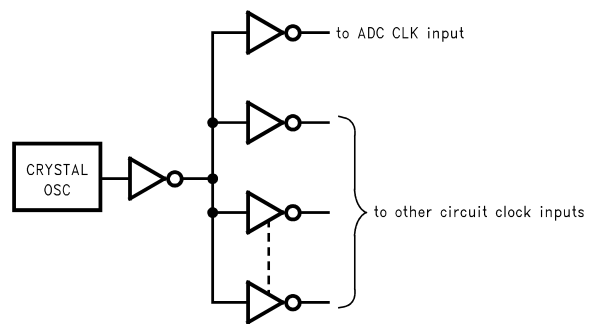 to ADC CLK input
CRYSTAL
OSC
to other circuit clock inputs